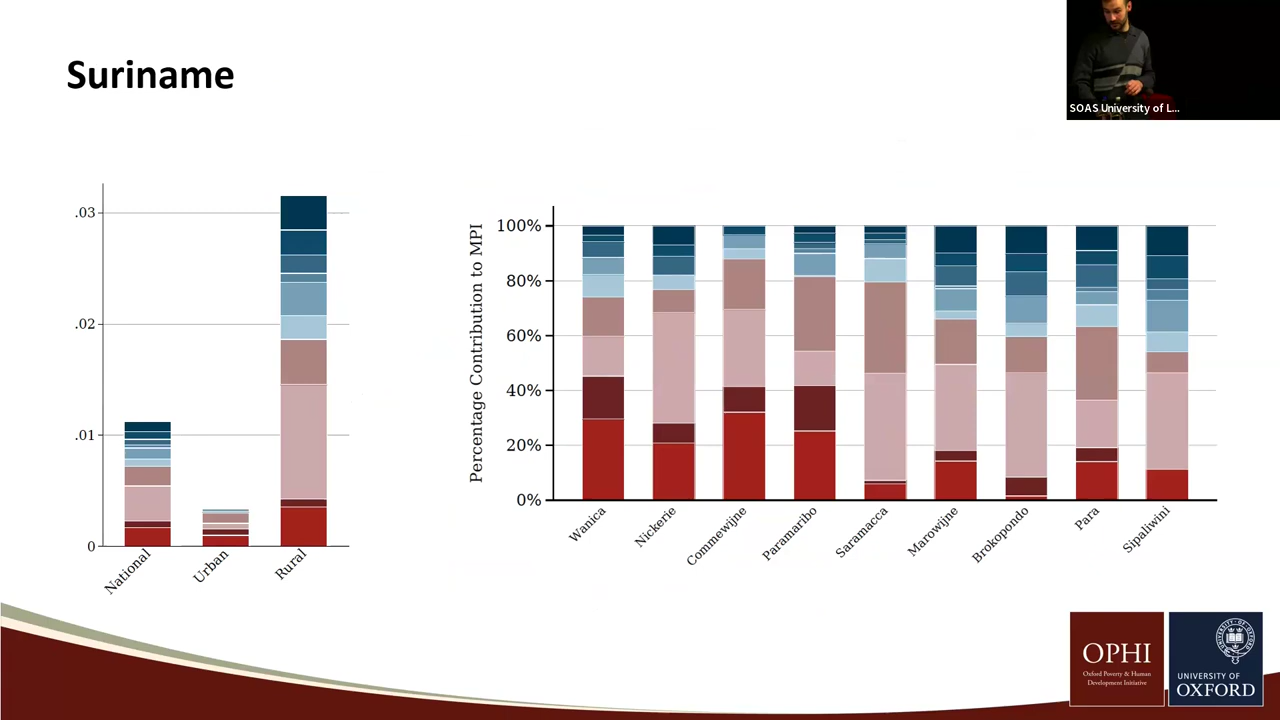 Suriname
SOAS University of L...
.03
.02
.01
0
National
Urban
Rural
Percentage Contribution to MPI
100%
80%
60%
40%
20%
0%
Wanica
Nickerie
Commewijne
Paramaribo
Saramacca
Marowijne
Brokopondo
Para
Sipaliwini
OPHI
Oxford Poverty & Human
Development Initiative
UNIVERSITY OF
OXFORD